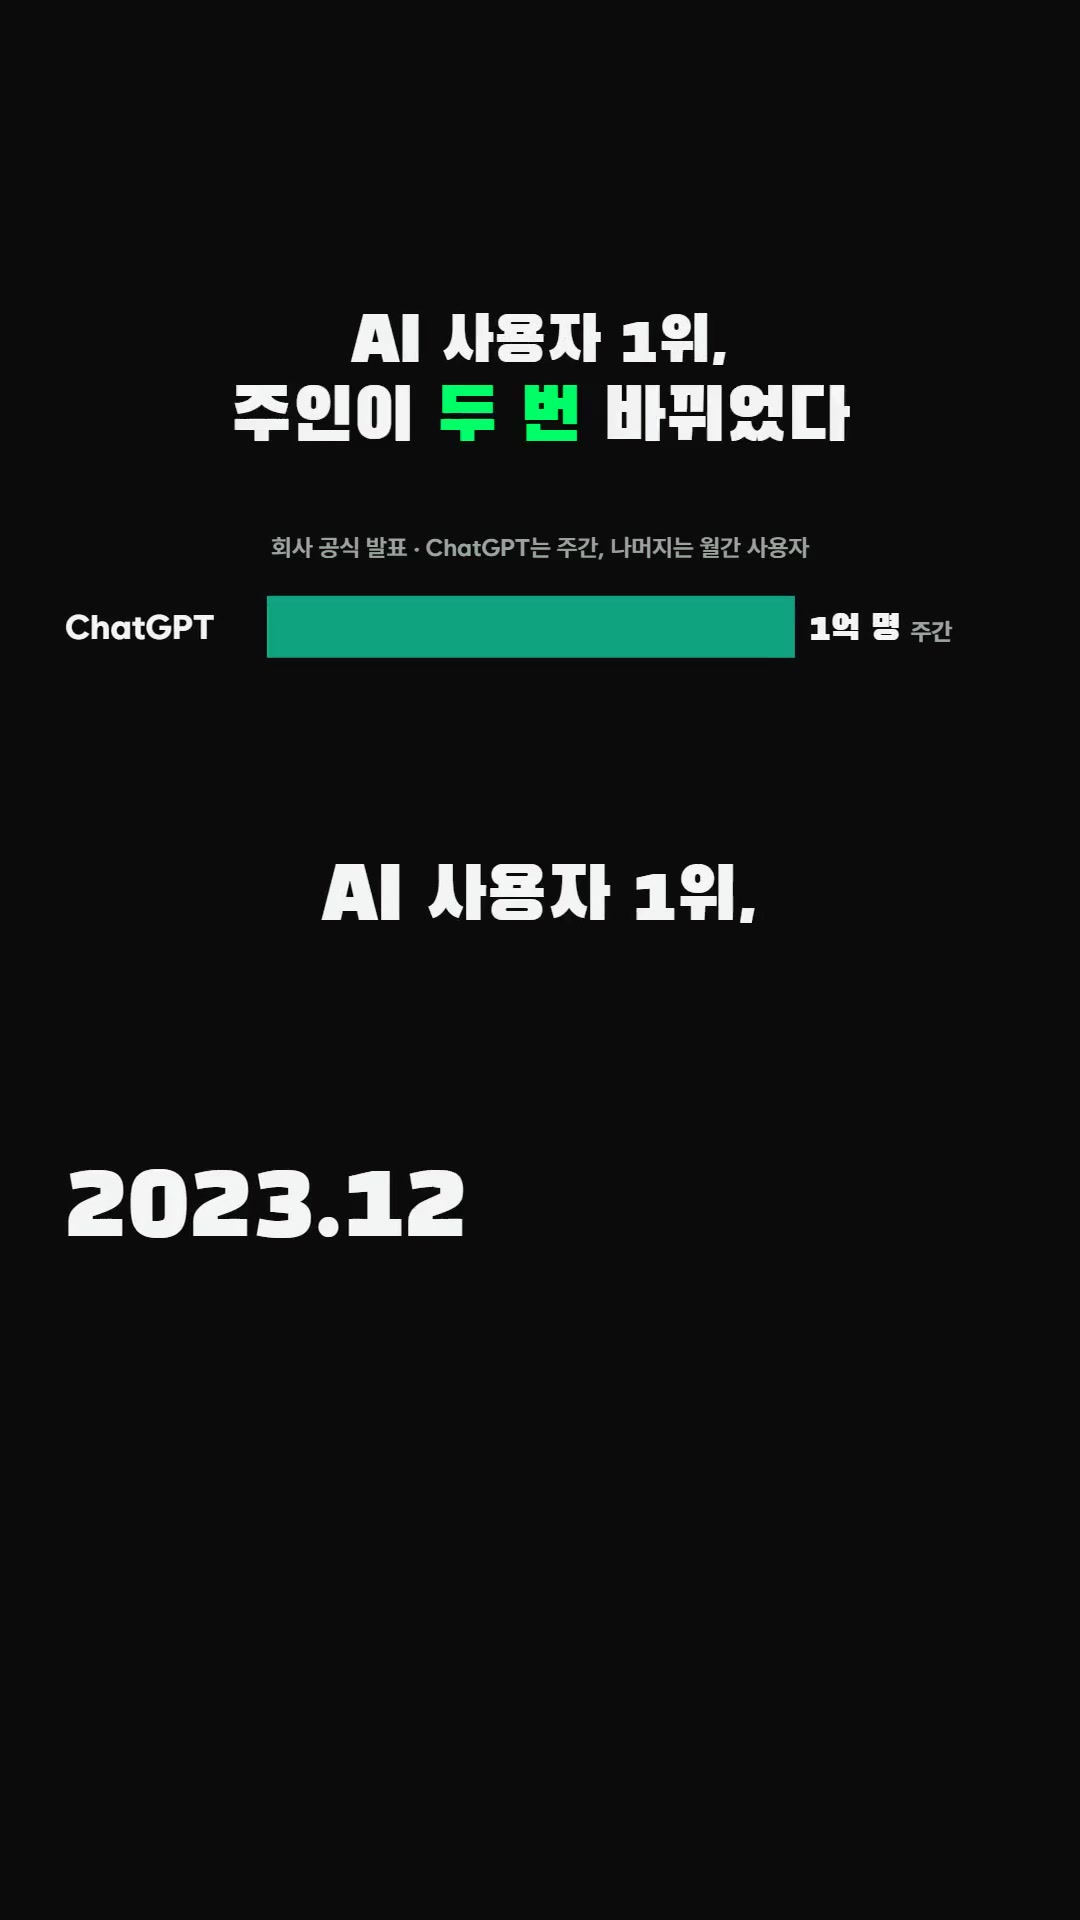 AI 사용자 1위,
주인이 두 번 바뀌었다
회사 공식 발표 · ChatGPT는 주간, 나머지는 월간 사용자
ChatGPT 1억 명 주간
AI 사용자 1위,
2023.12